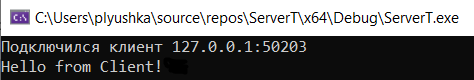 C:\Users\plyushka\source\repos\ServerT\x64\Debug\ServerT.exe
Подключился клиент 127.0.0.1:50203
Hello from Client!